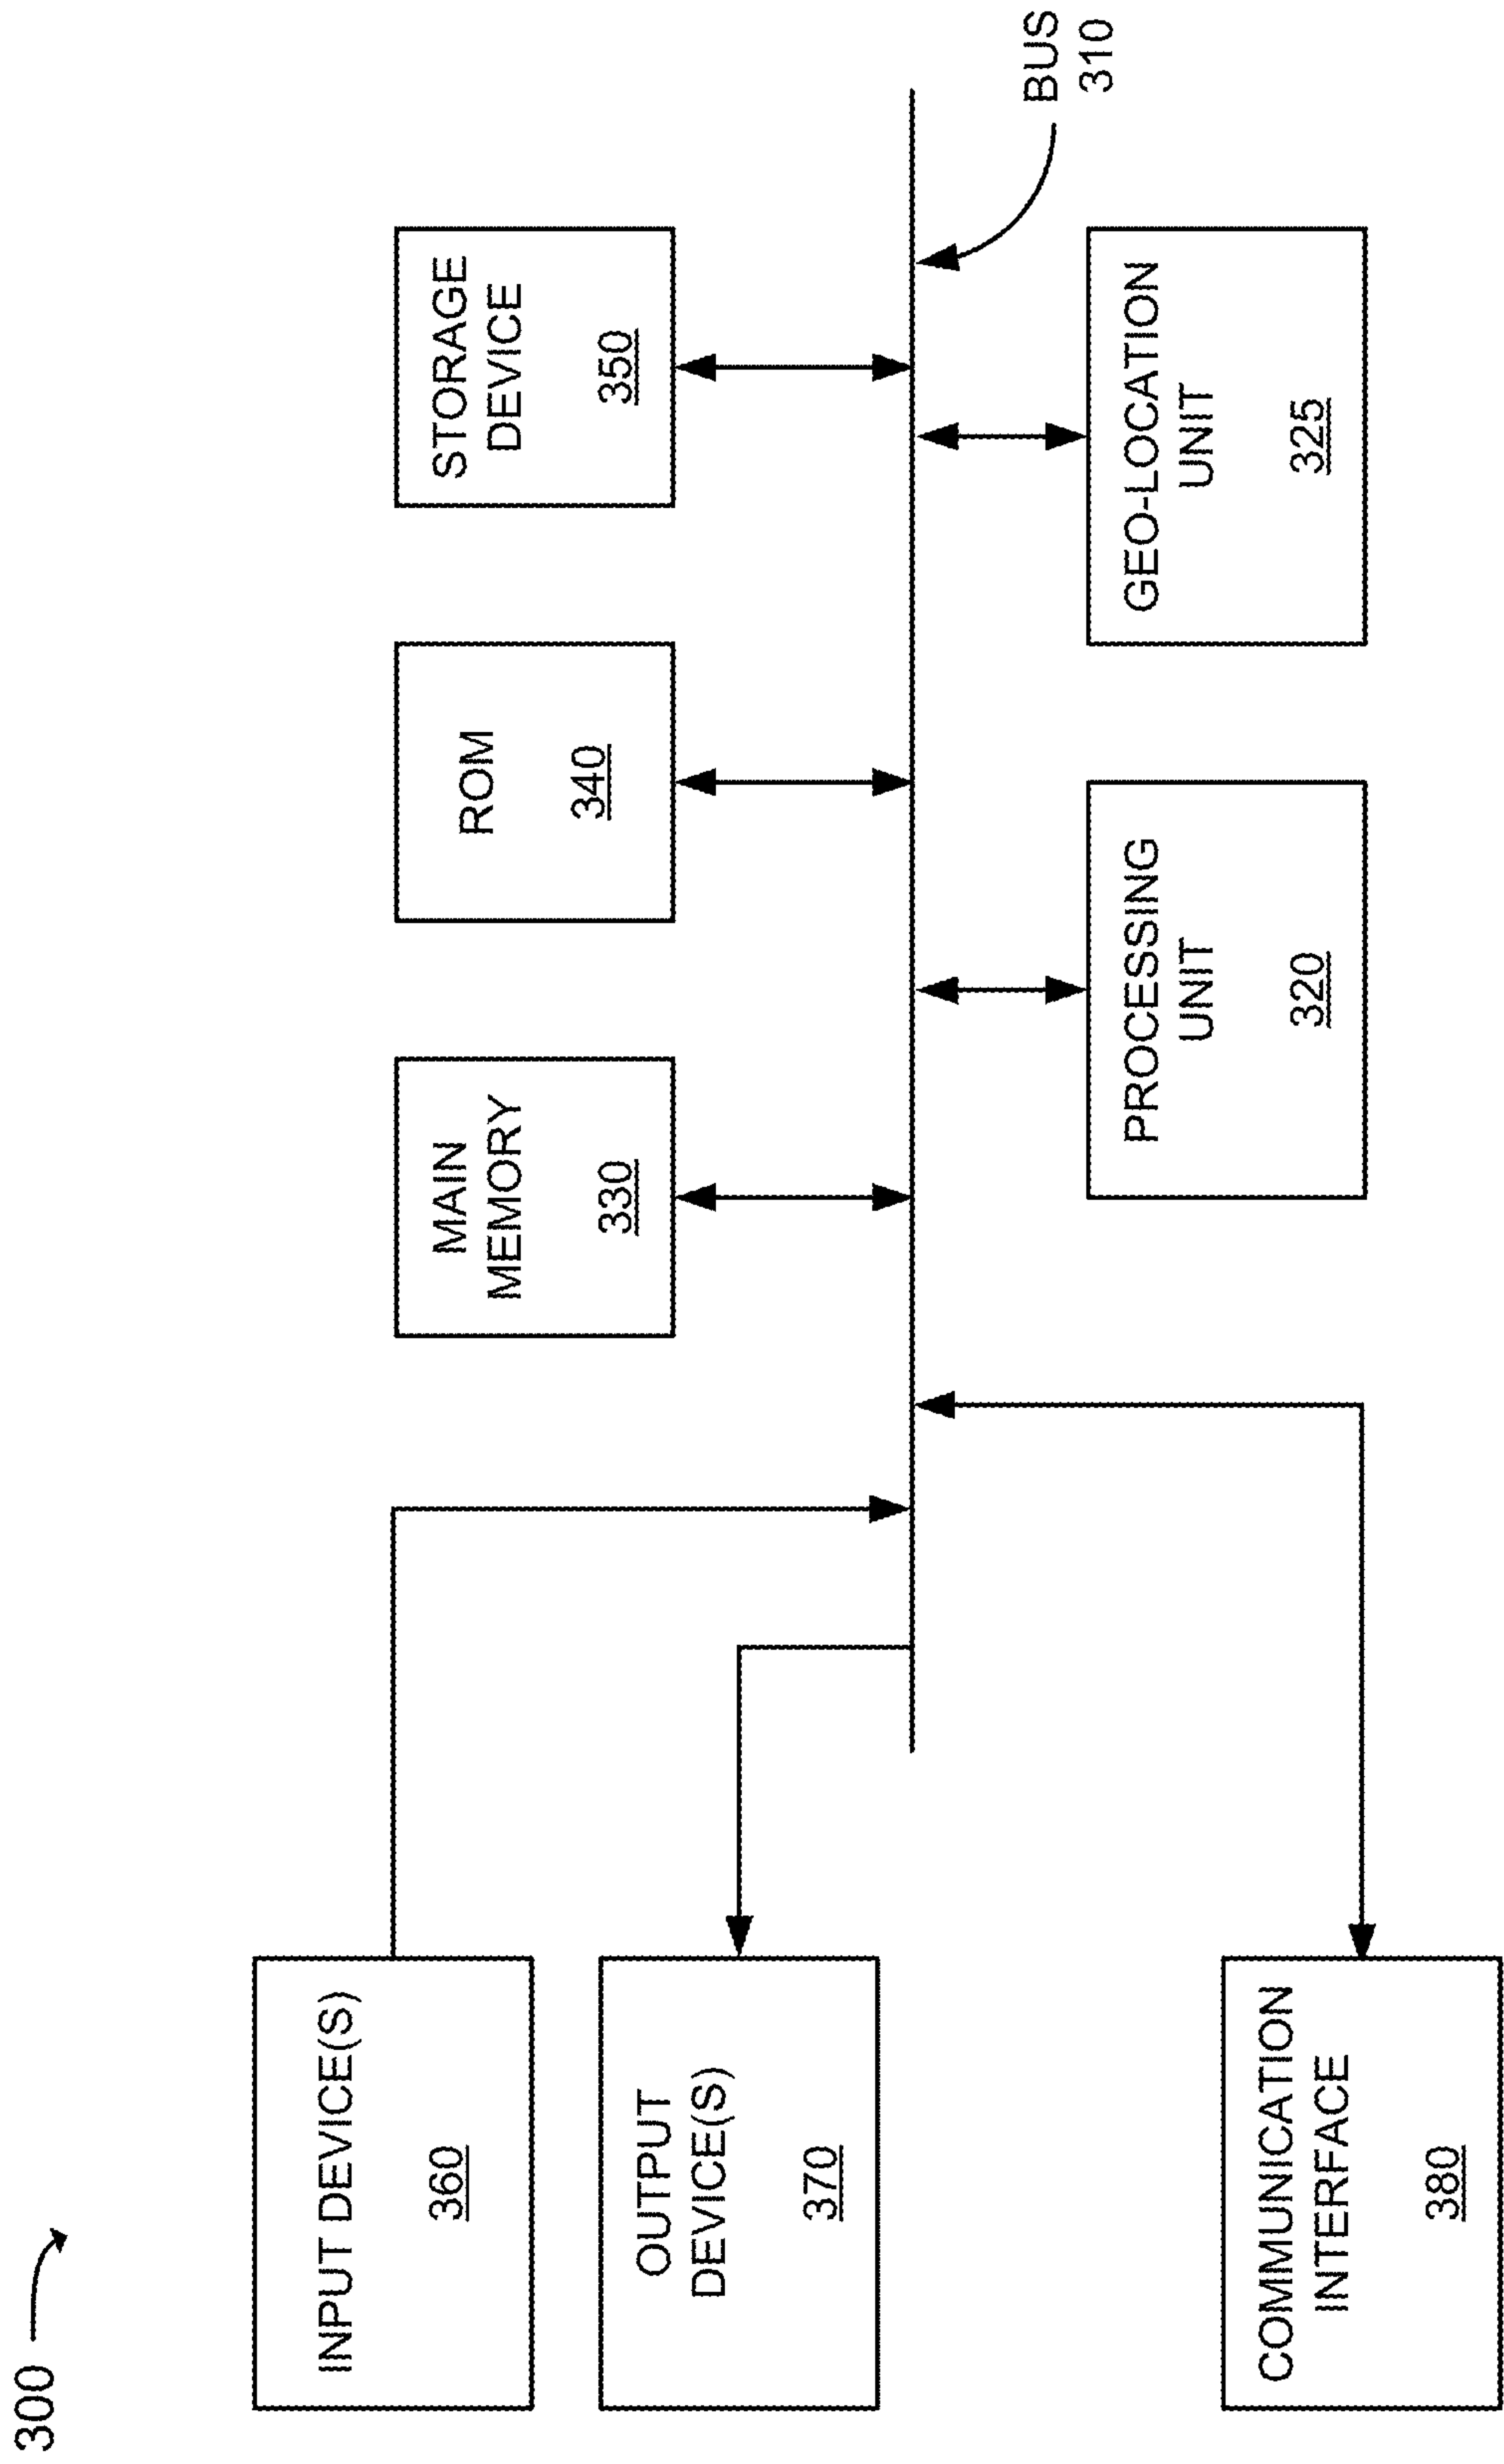 300
INPUT DEVICE(S)
360
OUTPUT
DEVICE(S)
370
COMMUNICATION
INTERFACE
380
MAIN
MEMORY
330
ROM
340
STORAGE
DEVICE
350
PROCESSING
UNIT
320
GEO-LOCATION
UNIT
325
BUS
310